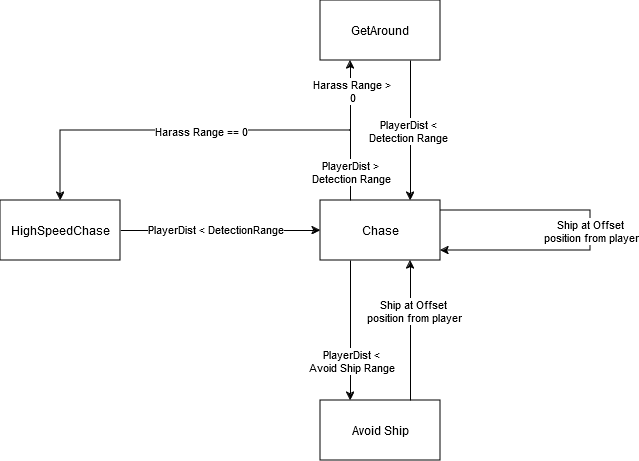 GetAround
Harass Range >
0
PlayerDist <
Detection Range
Harass Range == 0
PlayerDist >
Detection Range
HighSpeedChase
PlayerDist < DetectionRange
Chase
Ship at Offset
position from player
Ship at Offset
position from player
PlayerDist <
Avoid Ship Range
Avoid Ship